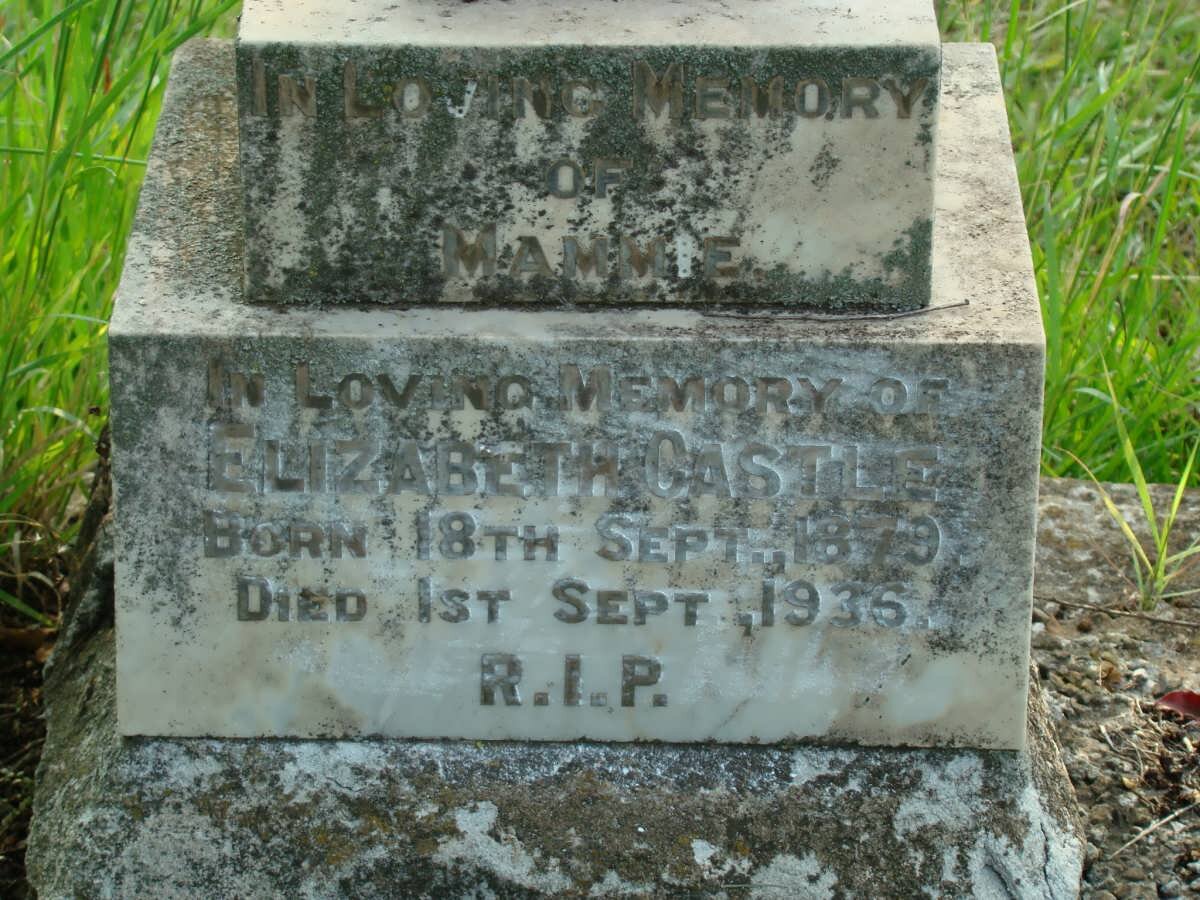 IN LOVING MEMORY
OF
MAMMIE.
IN LOVING MEMORY OF
ELIZABETH CASTLE
BORN 18TH SEPT., 1879.
DIED 1ST SEPT., 1936.
R.I.P.